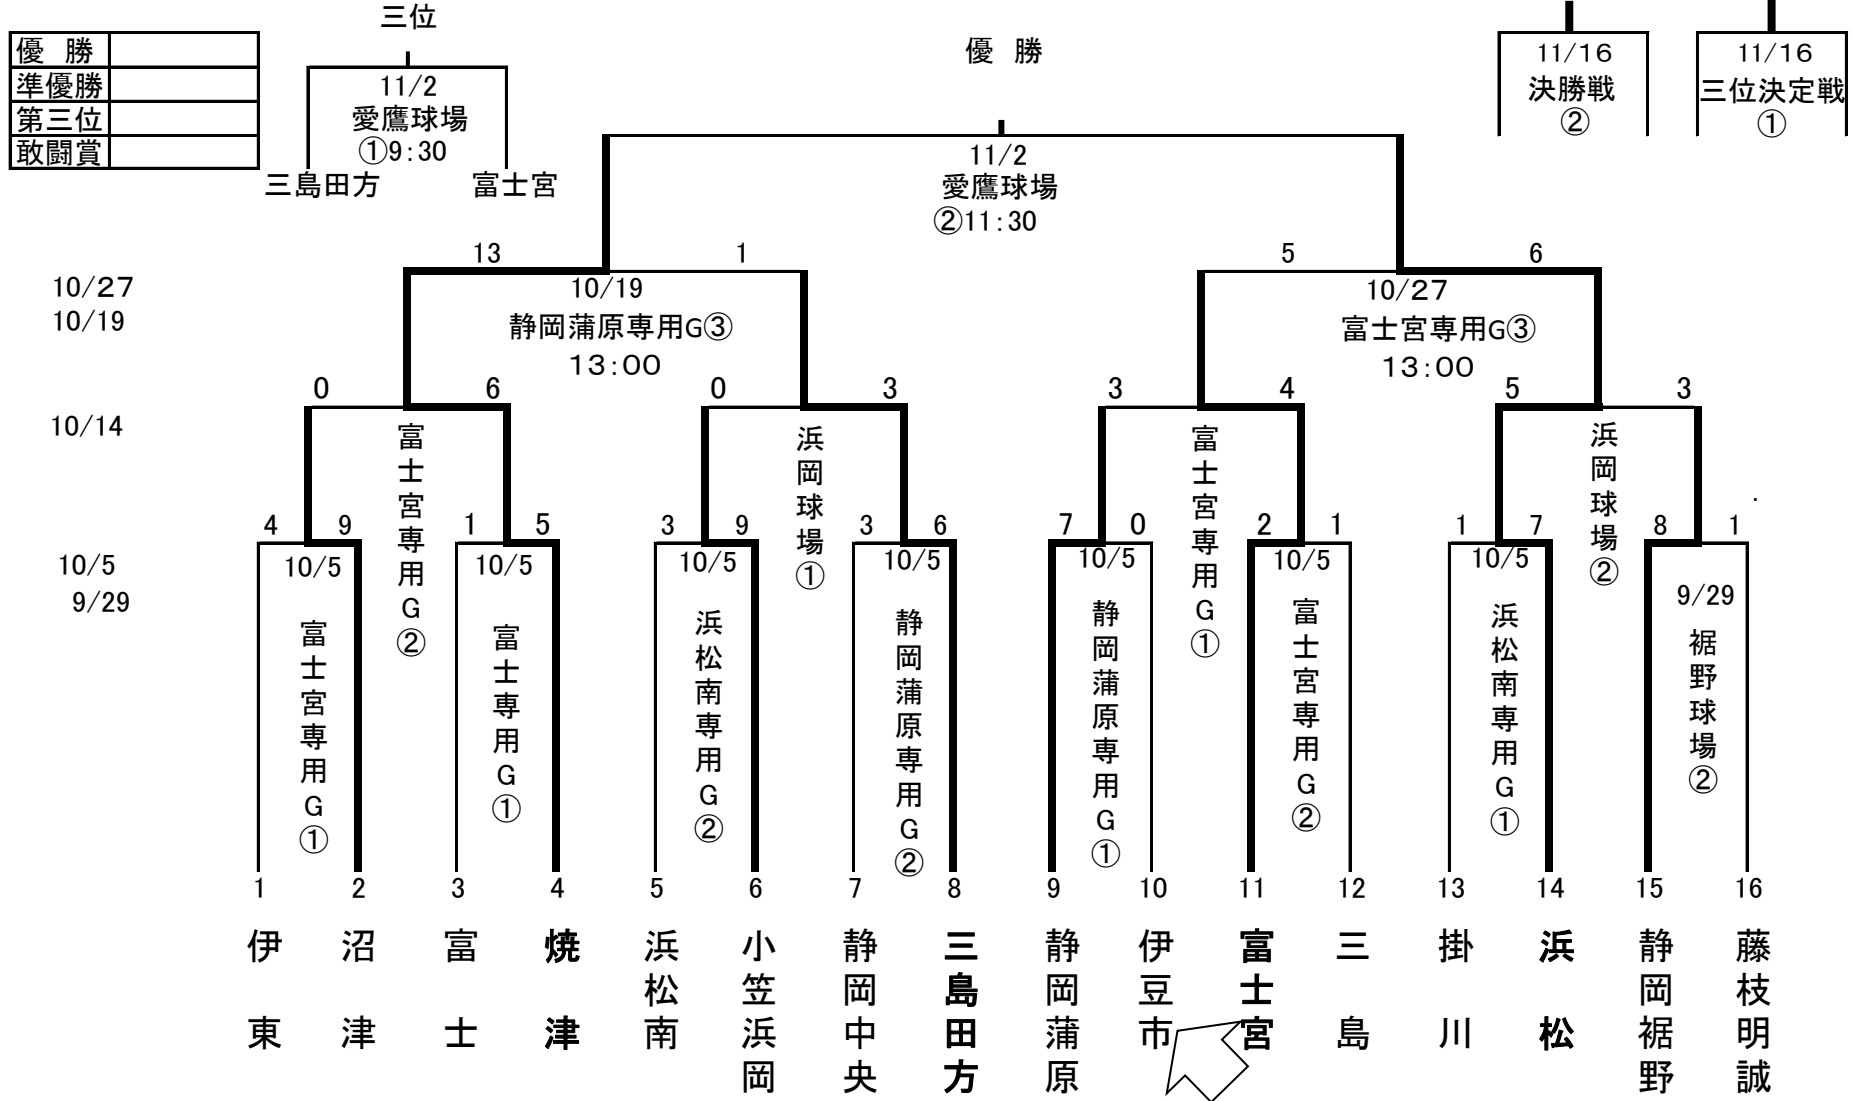 三位
優 勝
準優勝
第三位
敢闘賞
11/2
愛鷹球場
①9:30
三島田方
富士宮
優 勝
11/2
愛鷹球場
②11:30
11/16
決勝戦
②
11/16
三位決定戦
①
13
1
5
6
10/27
10/19
10/19
静岡蒲原専用G③
13:00
10/27
富士宮専用G③
13:00
0
6
0
3
3
4
5
3
10/14
富士宮専用G②
浜岡球場①
富士宮専用G①
浜岡球場②
4
9
1
5
3
9
3
6
7
0
2
1
1
7
8
1
10/5
9/29
10/5
10/5
10/5
10/5
10/5
10/5
10/5
9/29
富士宮専用G①
富士専用G①
浜松南専用G②
静岡蒲原専用G②
静岡蒲原専用G①
富士宮専用G②
浜松南専用G①
裾野球場②
1
2
3
4
5
6
7
8
9
10
11
12
13
14
15
16
伊東
沼津
富士
焼津
浜松南
小笠浜岡
静岡中央
三島田方
静岡蒲原
伊豆市
富士宮
三島
掛川
浜松
静岡裾野
藤枝明誠